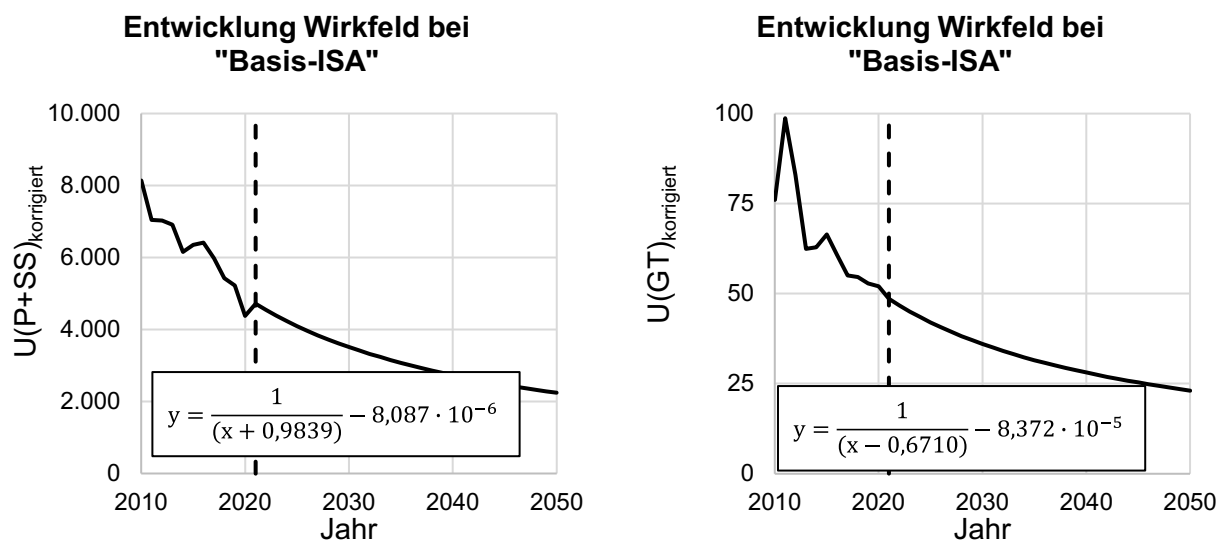 Entwicklung Wirkfeld bei
"Basis-ISA"
U(P+SS)korrigiert
10.000
8.000
6.000
4.000
2.000
0
y = 1/(x + 0,9839) − 8,087 · 10⁻⁶
2010 2020 2030 2040 2050
Jahr
Entwicklung Wirkfeld bei
"Basis-ISA"
U(GT)korrigiert
100
75
50
25
0
y = 1/(x − 0,6710) − 8,372 · 10⁻⁵
2010 2020 2030 2040 2050
Jahr